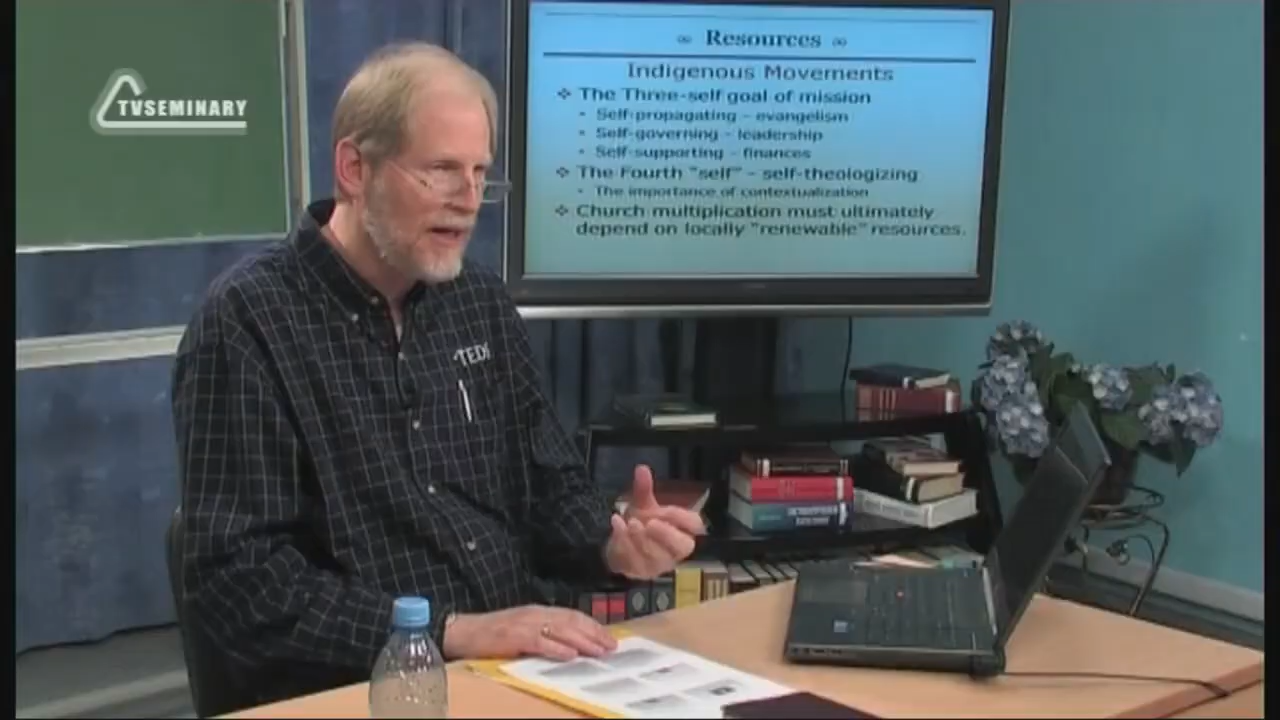 TVSEMINARY
∞ Resources ∞
Indigenous Movements
❖ The Three-self goal of mission
• Self-propagating – evangelism
• Self-governing – leadership
• Self-supporting – finances
❖ The Fourth "self" – self-theologizing
• The importance of contextualization
❖ Church multiplication must ultimately
depend on locally "renewable" resources.